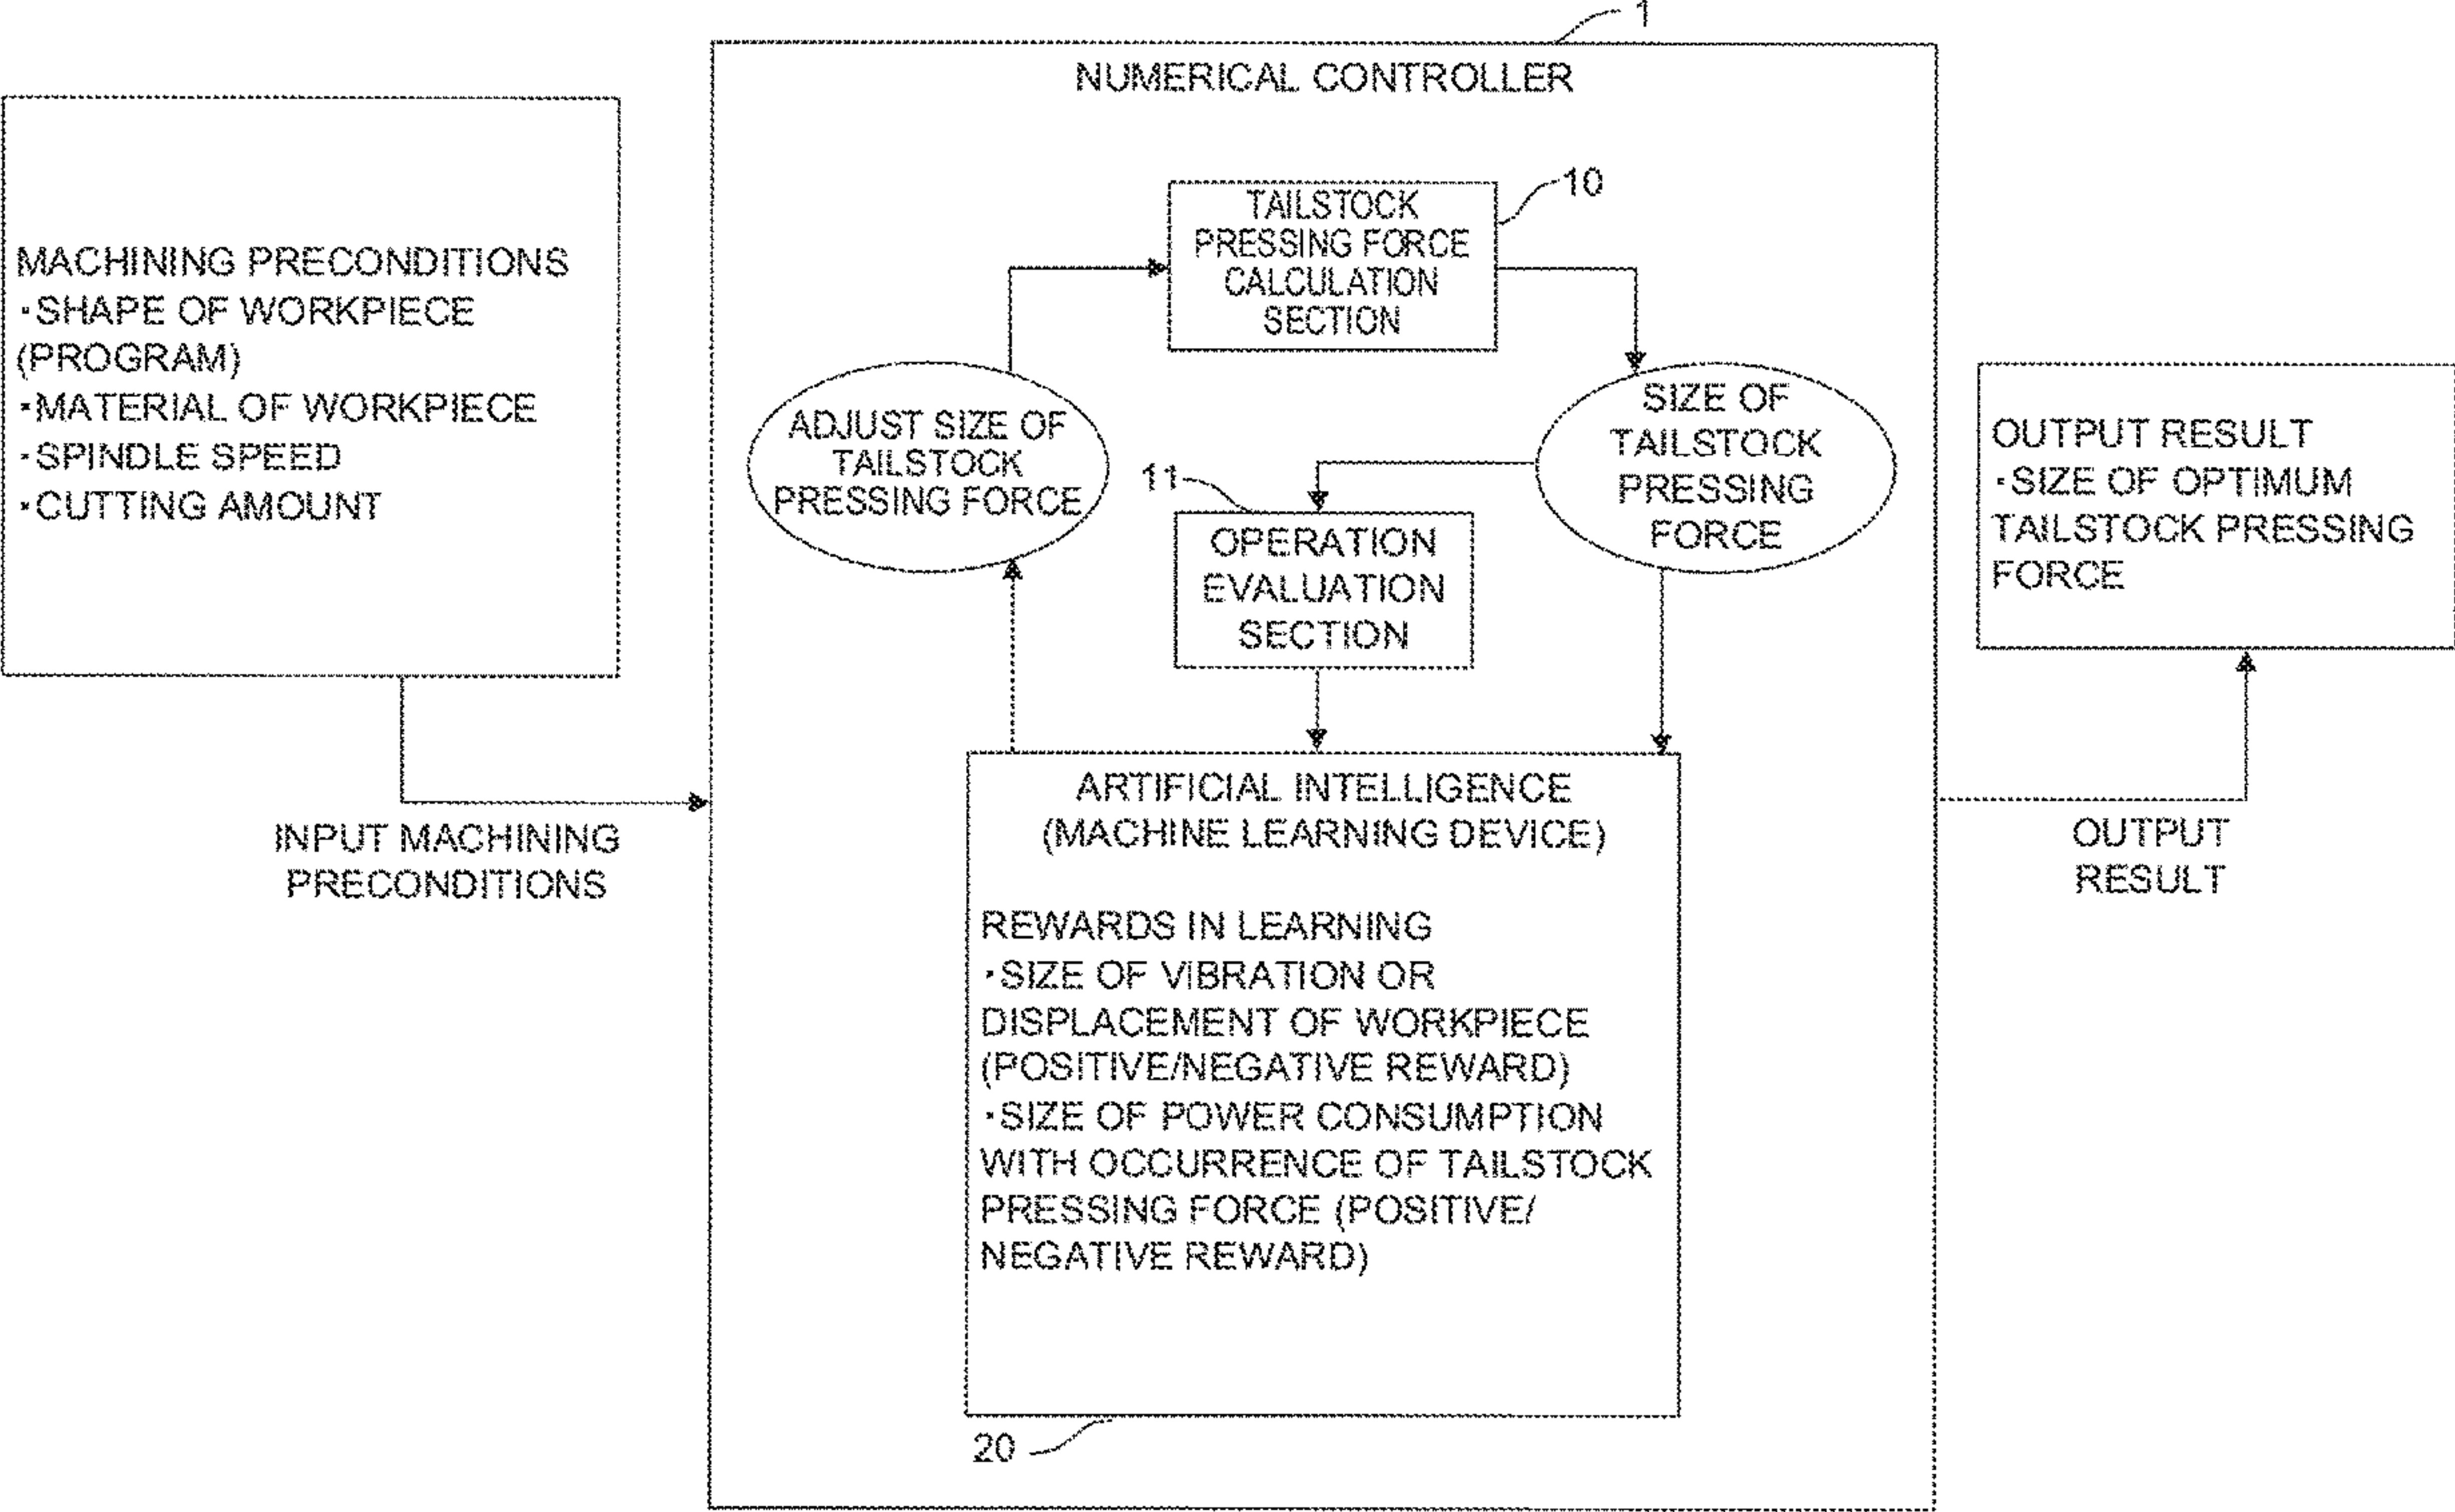 1
NUMERICAL CONTROLLER
MACHINING PRECONDITIONS
・SHAPE OF WORKPIECE
(PROGRAM)
・MATERIAL OF WORKPIECE
・SPINDLE SPEED
・CUTTING AMOUNT
INPUT MACHINING
PRECONDITIONS
10
TAILSTOCK
PRESSING FORCE
CALCULATION
SECTION
ADJUST SIZE OF
TAILSTOCK
PRESSING FORCE
SIZE OF
TAILSTOCK
PRESSING
FORCE
11
OPERATION
EVALUATION
SECTION
ARTIFICIAL INTELLIGENCE
(MACHINE LEARNING DEVICE)
REWARDS IN LEARNING
・SIZE OF VIBRATION OR
DISPLACEMENT OF WORKPIECE
(POSITIVE/NEGATIVE REWARD)
・SIZE OF POWER CONSUMPTION
WITH OCCURRENCE OF TAILSTOCK
PRESSING FORCE (POSITIVE/
NEGATIVE REWARD)
20
OUTPUT RESULT
・SIZE OF OPTIMUM
TAILSTOCK PRESSING
FORCE
OUTPUT
RESULT